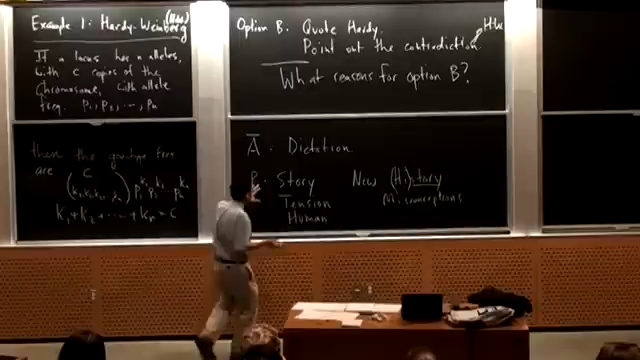 Example 1: Hardy-Weinberg
If a locus has n alleles,
with c copies of the
chromosome, with allele
freq. P₁, P₂, ..., Pn
then the genotype freq
are
k₁ + k₂ + ... + kn = c
Option B. Quote Hardy.
Point out the contradiction.
HW
What reasons for option B?
A. Dictation
B. Story New (Hi)story
Tension Misconceptions
Human